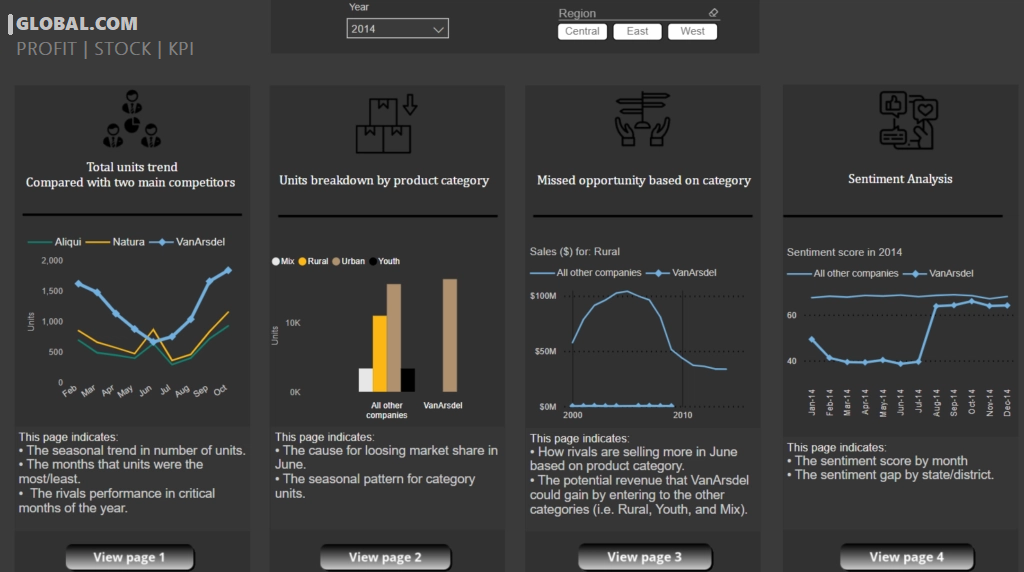 GLOBAL.COM
PROFIT | STOCK | KPI
Year
2014
Region
Central East West
Total units trend
Compared with two main competitors
Aliqui Natura VanArsdel
2,000
1,500
1,000
500
0
Units
Feb Mar Apr May Jun Jul Aug Sep Oct
This page indicates:
• The seasonal trend in number of units.
• The months that units were the
most/least.
• The rivals performance in critical
months of the year.
View page 1
Units breakdown by product category
Mix Rural Urban Youth
10K
0K
Units
All other
companies
VanArsdel
This page indicates:
• The cause for loosing market share in
June.
• The seasonal pattern for category
units.
View page 2
Missed opportunity based on category
Sales ($) for: Rural
All other companies VanArsdel
$100M
$50M
$0M
2000 2010
This page indicates:
• How rivals are selling more in June
based on product category.
• The potential revenue that VanArsdel
could gain by entering to the other
categories (i.e. Rural, Youth, and Mix).
View page 3
Sentiment Analysis
Sentiment score in 2014
All other companies VanArsdel
60
40
Jan-14 Feb-14 Mar-14 Apr-14 May-14 Jun-14 Jul-14 Aug-14 Sep-14 Oct-14 Nov-14 Dec-14
This page indicates:
• The sentiment score by month
• The sentiment gap by state/district.
View page 4